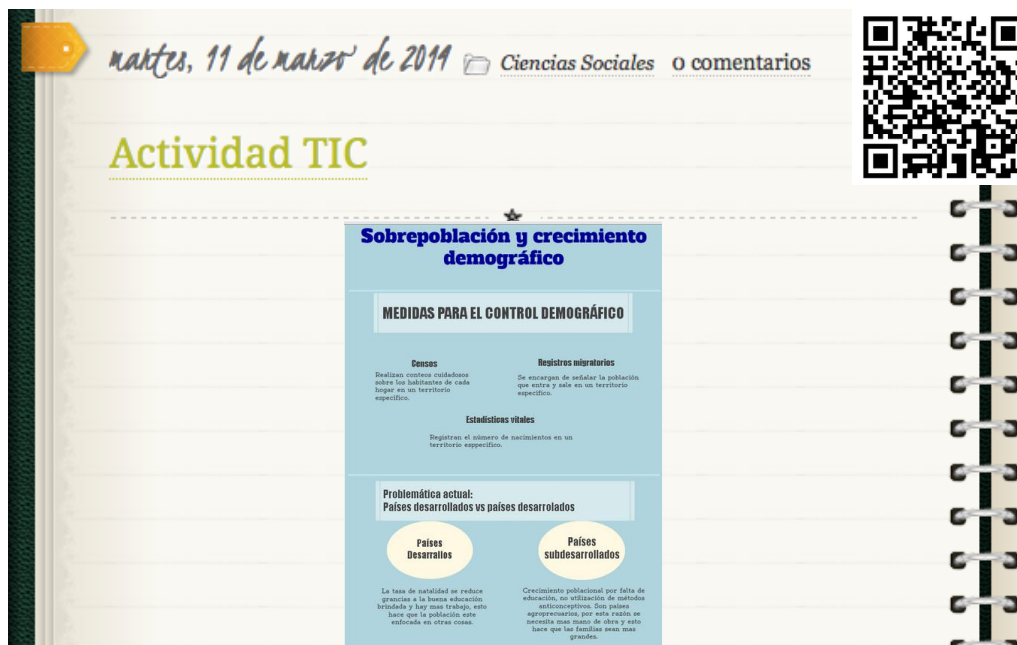 martes, 11 de marzo de 2014 Ciencias Sociales 0 comentarios
Actividad TIC
Sobrepoblación y crecimiento
demográfico
MEDIDAS PARA EL CONTROL DEMOGRÁFICO
Censos
Realizan conteos cuidadosos
sobre los habitantes de cada
hogar en un territorio
específico.
Registros migratorios
Se encargan de señalar la población
que entra y sale en un territorio
específico.
Estadísticas vitales
Registran el número de nacimientos en un
territorio esppecífico.
Problemática actual:
Países desarrollados vs países desarrolados
Países
Desarrallos
La tasa de natalidad se reduce
grancias a la buena educación
brindada y hay mas trabajo, esto
hace que la población este
enfocada en otras cosas.
Países
subdesarrollados
Crecimiento poblacional por falta de
educación, no utilización de métodos
anticonceptivos. Son países
agroprecuarios, por esta razón se
necesita mas mano de obra y esto
hace que las familias sean mas
grandes.